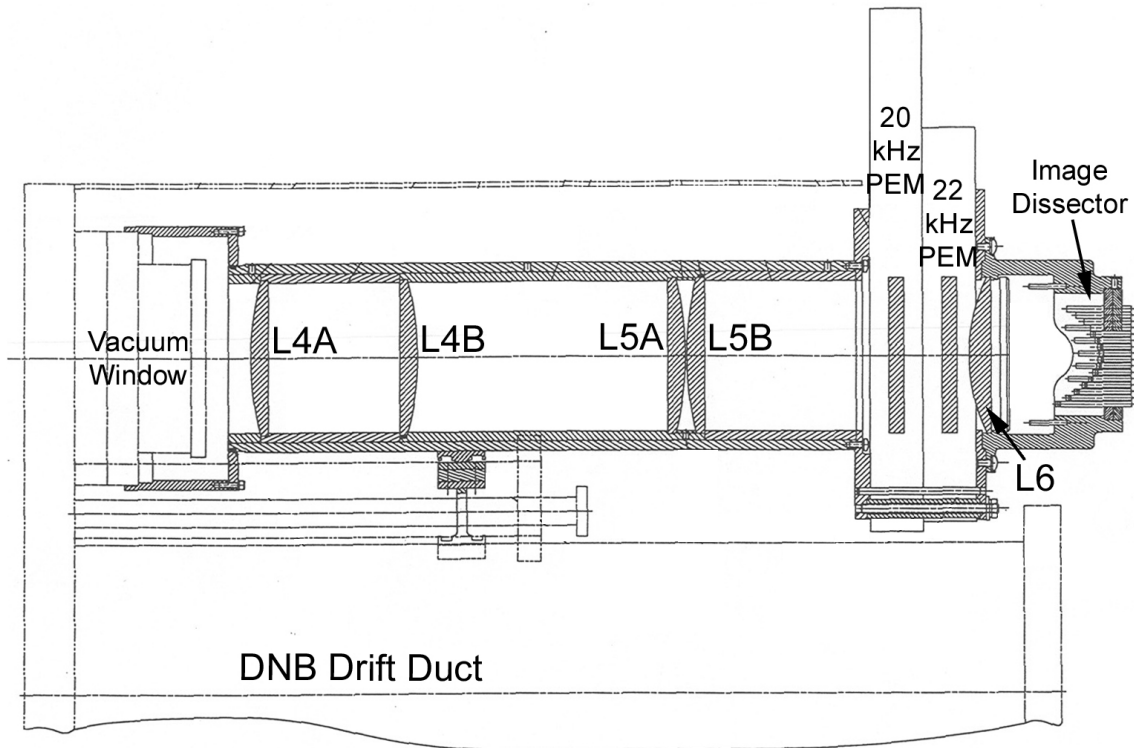 20
kHz
PEM
22
kHz
PEM
Image
Dissector
Vacuum
Window
L4A
L4B
L5A
L5B
L6
DNB Drift Duct